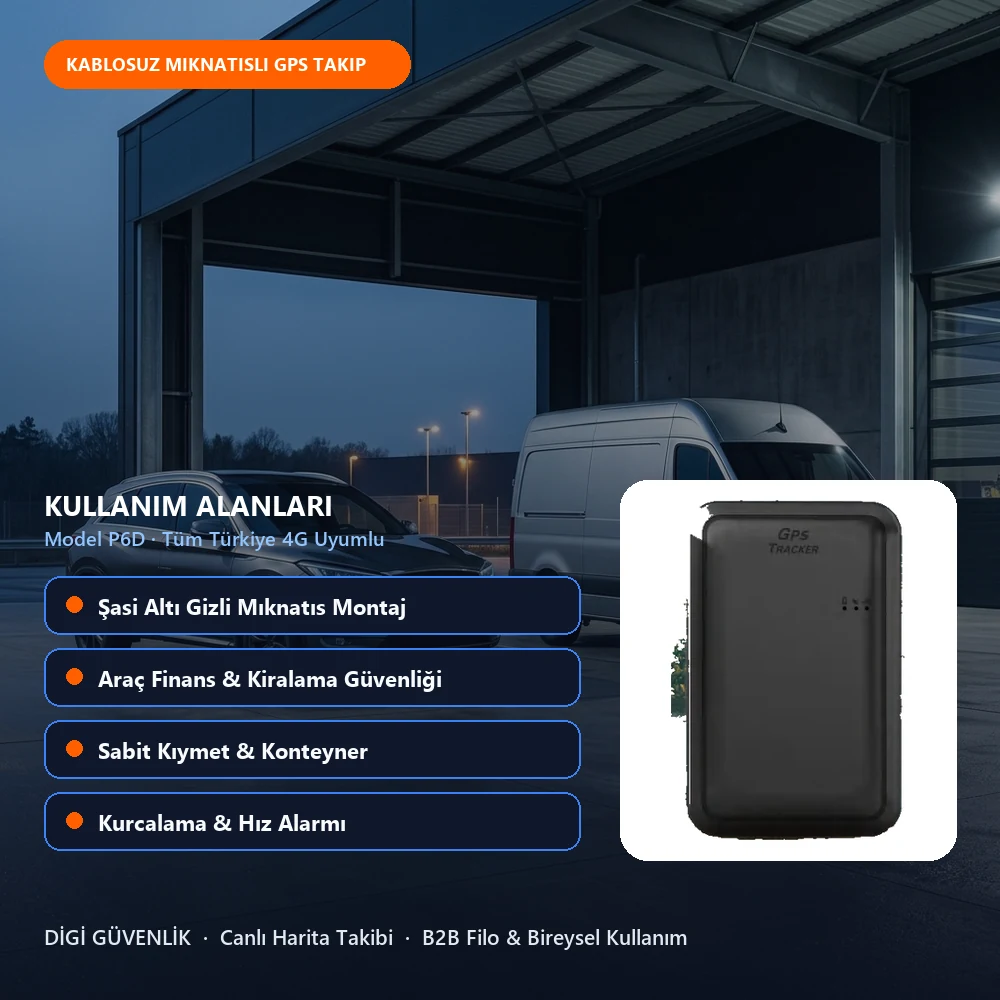 KABLOSUZ MIKNATISLI GPS TAKIP
KULLANIM ALANLARI
Model P6D · Tüm Türkiye 4G Uyumlu
Şasi Altı Gizli Mıknatıs Montaj
Araç Finans & Kiralama Güvenliği
Sabit Kıymet & Konteyner
Kurcalama & Hız Alarmı
GPS
TRACKER
DİGİ GÜVENLİK · Canlı Harita Takibi · B2B Filo & Bireysel Kullanım